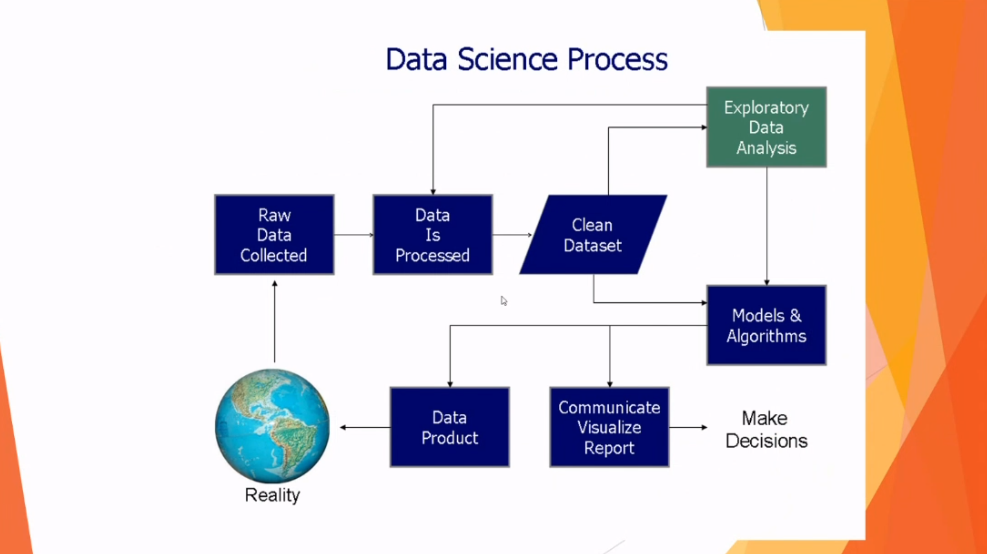 Data Science Process
Exploratory
Data
Analysis
Raw
Data
Collected
Data
Is
Processed
Clean
Dataset
Models &
Algorithms
Data
Product
Communicate
Visualize
Report
Make
Decisions
Reality